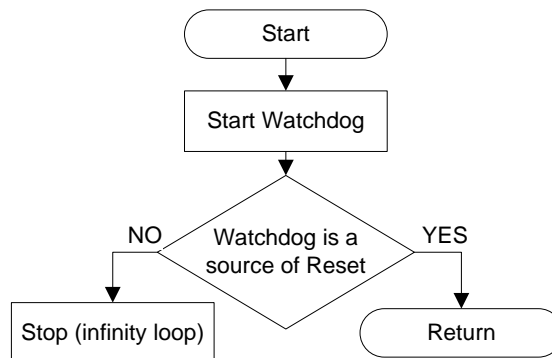 Start
Start Watchdog
NO
YES
Watchdog is a
source of Reset
Stop (infinity loop)
Return